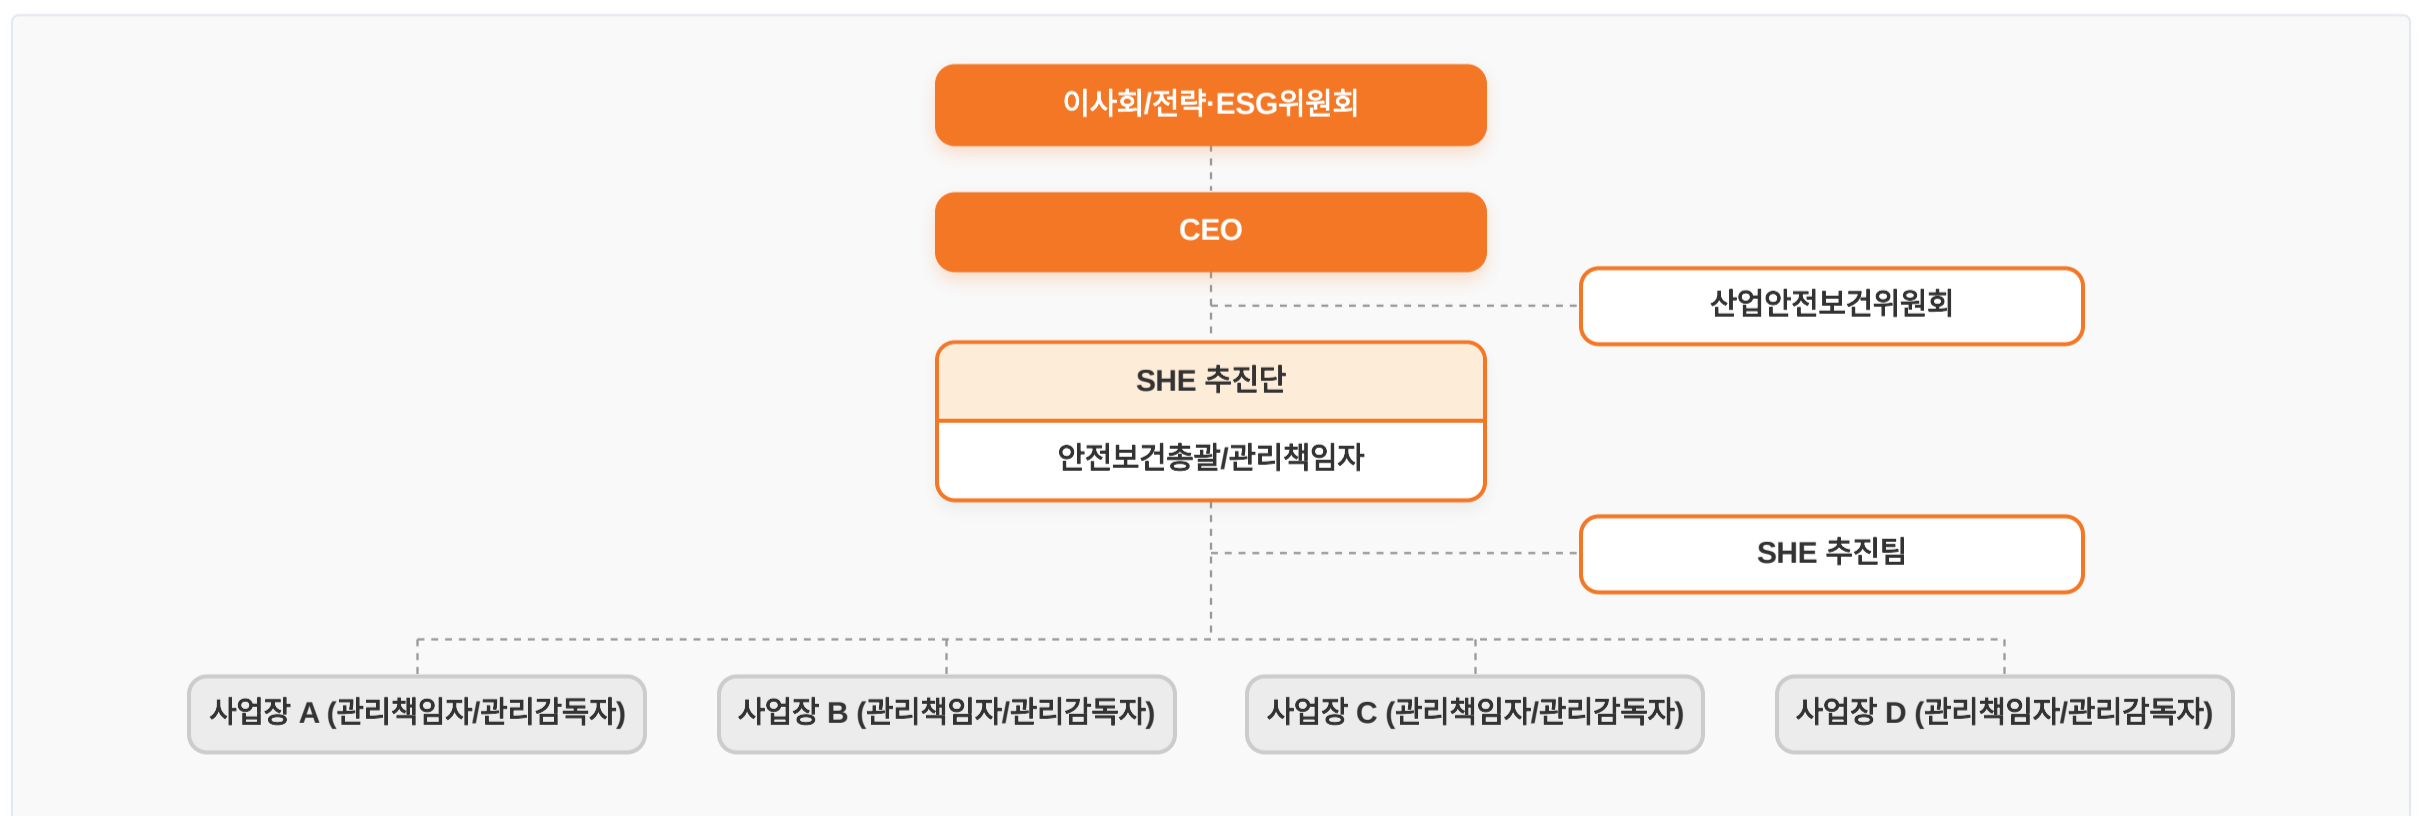 이사회/전략·ESG위원회
CEO
산업안전보건위원회
SHE 추진단
안전보건총괄/관리책임자
SHE 추진팀
사업장 A (관리책임자/관리감독자)
사업장 B (관리책임자/관리감독자)
사업장 C (관리책임자/관리감독자)
사업장 D (관리책임자/관리감독자)